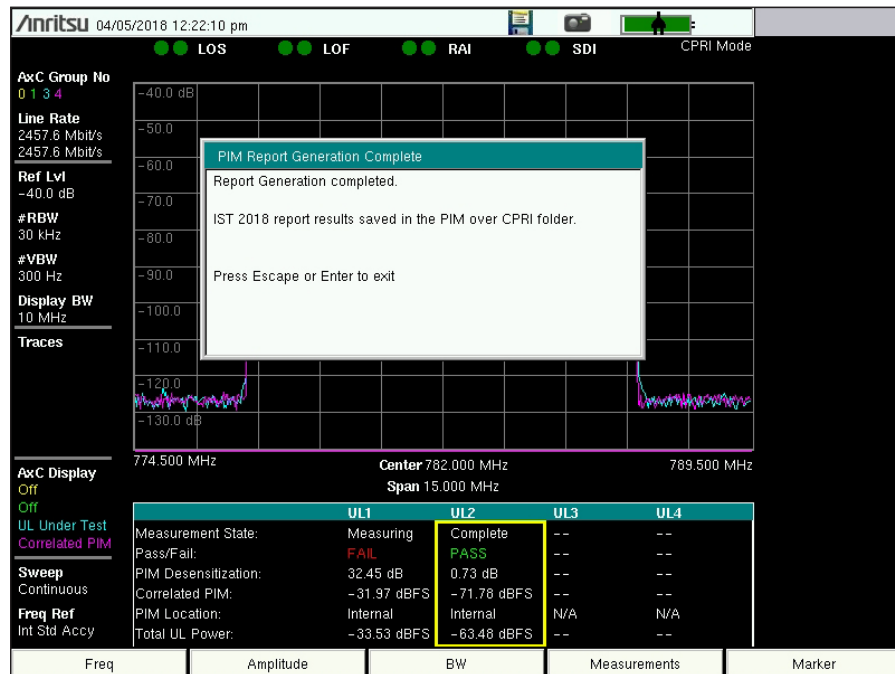 Anritsu 04/05/2018 12:22:10 pm
LOS LOF RAI SDI CPRI Mode
AxC Group No
0 1 3 4
Line Rate
2457.6 Mbit/s
2457.6 Mbit/s
Ref Lvl
-40.0 dB
#RBW
30 kHz
#VBW
300 Hz
Display BW
10 MHz
Traces
-40.0 dB
-50.0
-60.0
-70.0
-80.0
-90.0
-100.0
-110.0
-120.0
-130.0 dB
PIM Report Generation Complete
Report Generation completed.
IST 2018 report results saved in the PIM over CPRI folder.
Press Escape or Enter to exit
774.500 MHz Center 782.000 MHz 789.500 MHz
Span 15.000 MHz
AxC Display
Off
Off
UL Under Test
Correlated PIM
Sweep
Continuous
Freq Ref
Int Std Accy
UL1 UL2 UL3 UL4
Measurement State: Measuring Complete -- --
Pass/Fail: FAIL PASS -- --
PIM Desensitization: 32.45 dB 0.73 dB -- --
Correlated PIM: -31.97 dBFS -71.78 dBFS -- --
PIM Location: Internal Internal N/A N/A
Total UL Power: -33.53 dBFS -63.48 dBFS -- --
Freq Amplitude BW Measurements Marker